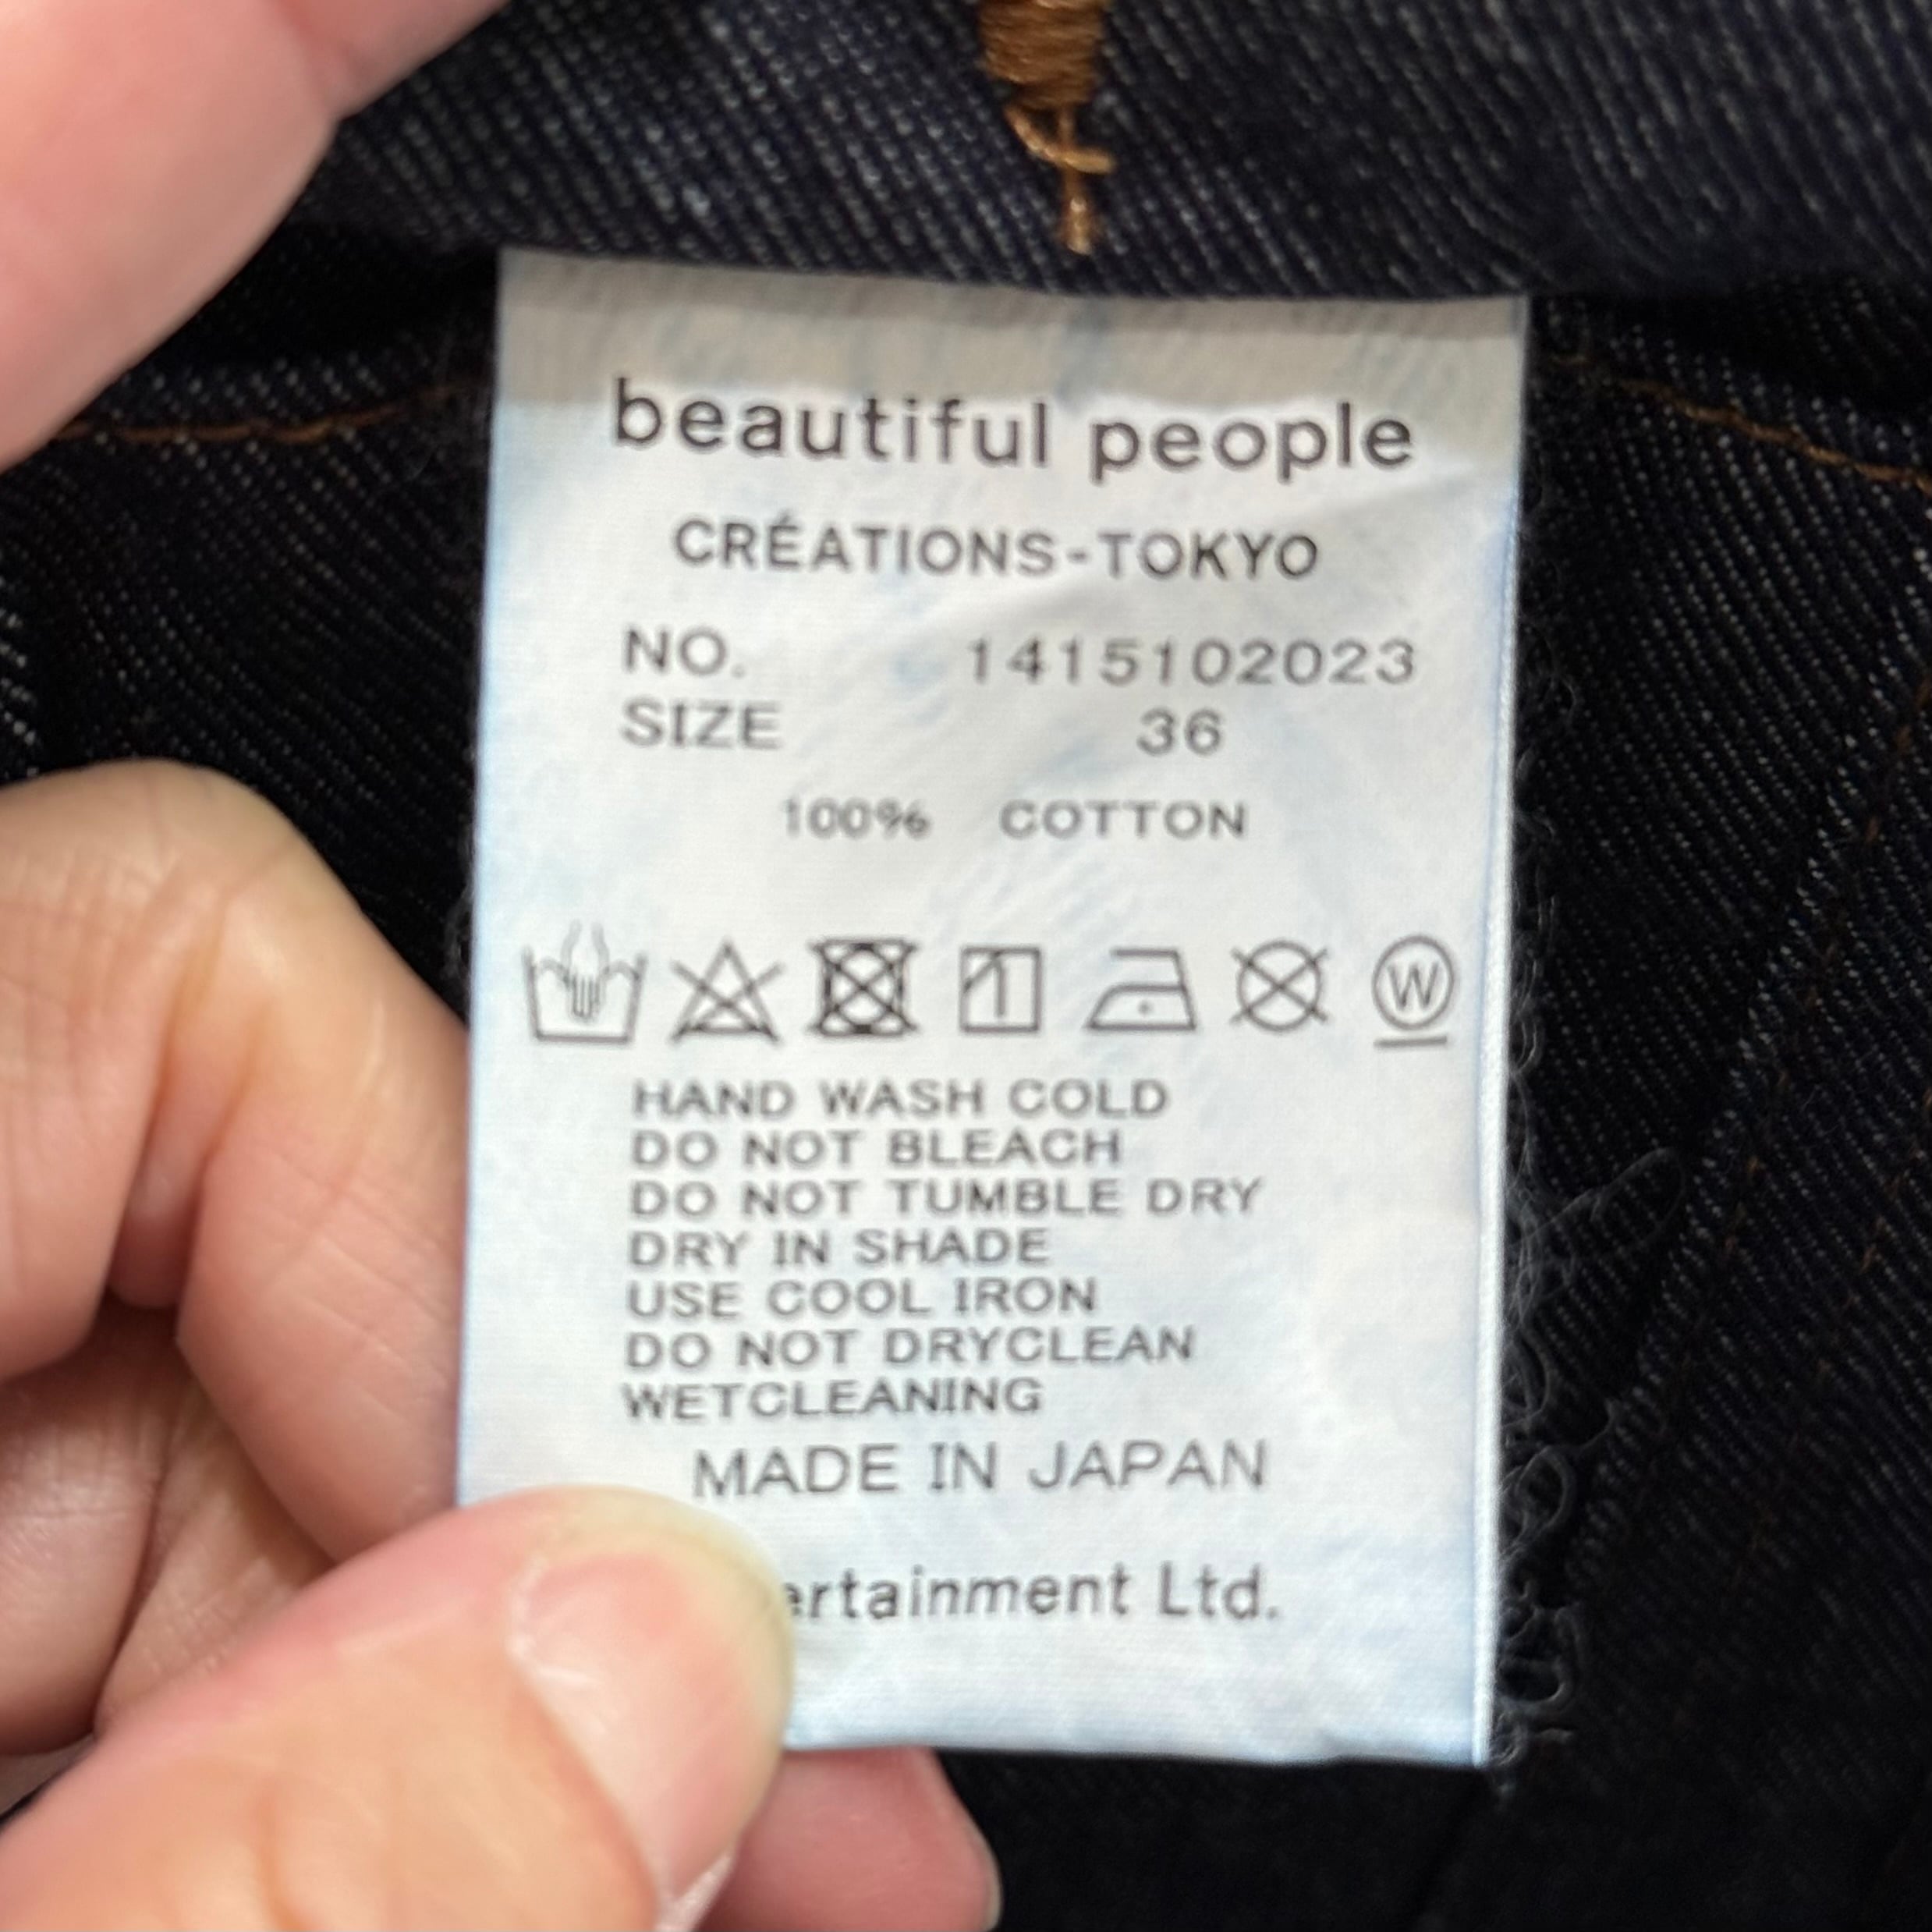 beautiful people
CRÉATIONS-TOKYO
NO. 1415102023
SIZE 36
100% COTTON
W
HAND WASH COLD
DO NOT BLEACH
DO NOT TUMBLE DRY
DRY IN SHADE
USE COOL IRON
DO NOT DRYCLEAN
WETCLEANING
MADE IN JAPAN
Ltd.